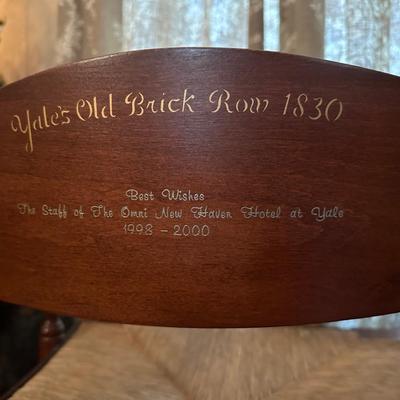 Yale's Old Brick Row 1830
Best Wishes
The Staff of The Omni New Haven Hotel at Yale
1998 - 2000